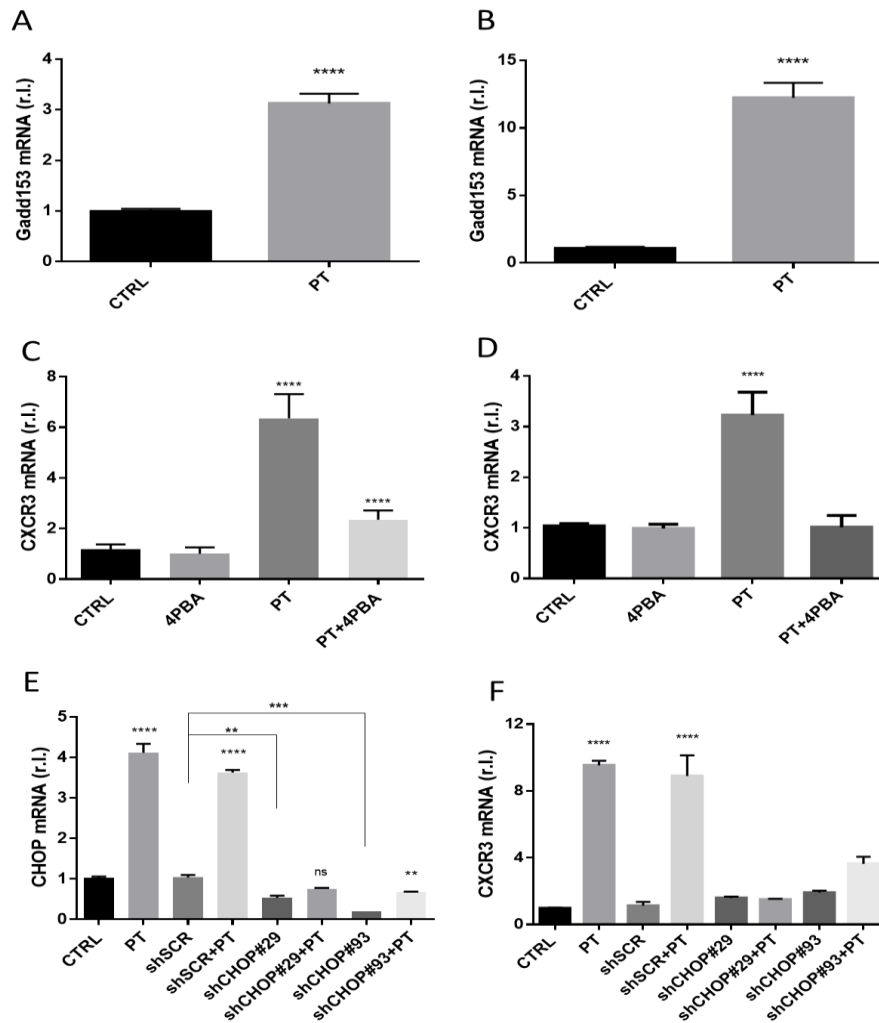 A
Gadd153 mRNA (r.l.)
4
3
2
1
0
****
CTRL
PT
B
Gadd153 mRNA (r.l.)
15
10
5
0
****
CTRL
PT
C
CXCR3 mRNA (r.l.)
8
6
4
2
0
****
****
CTRL
4PBA
PT
PT+4PBA
D
CXCR3 mRNA (r.l.)
4
3
2
1
0
****
CTRL
4PBA
PT
PT+4PBA
E
CHOP mRNA (r.l.)
5
4
3
2
1
0
***
**
****
****
ns
**
CTRL
PT
shSCR
shSCR+PT
shCHOP#29
shCHOP#29+PT
shCHOP#93
shCHOP#93+PT
F
CXCR3 mRNA (r.l.)
12
8
4
0
****
****
CTRL
PT
shSCR
shSCR+PT
shCHOP#29
shCHOP#29+PT
shCHOP#93
shCHOP#93+PT